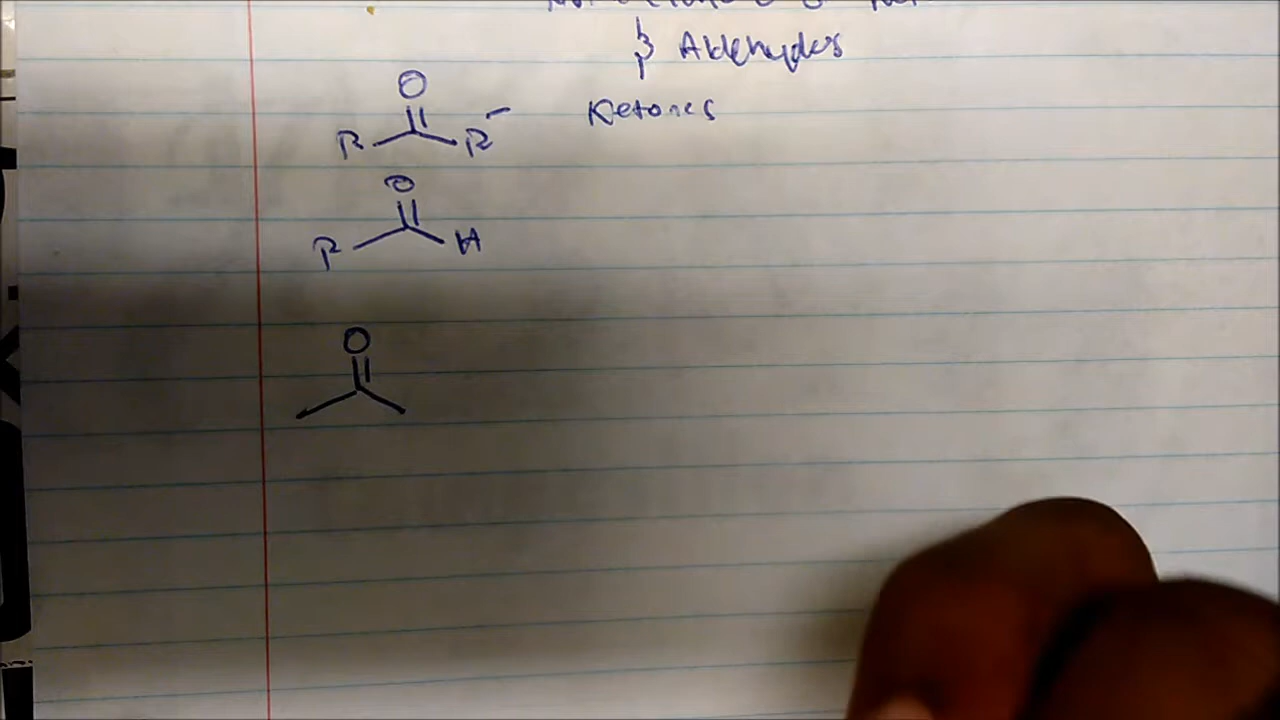 & Aldehydes
Ketones
O
R R'
O
R H
O